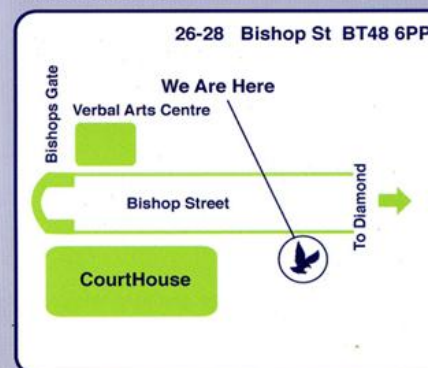 26-28 Bishop St BT48 6PP
We Are Here
Verbal Arts Centre
Bishops Gate
Bishop Street
To Diamond
CourtHouse